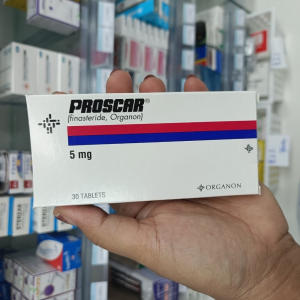 PROSCAR®
(finasteride, Organon)
5 mg
30 TABLETS
ORGANON